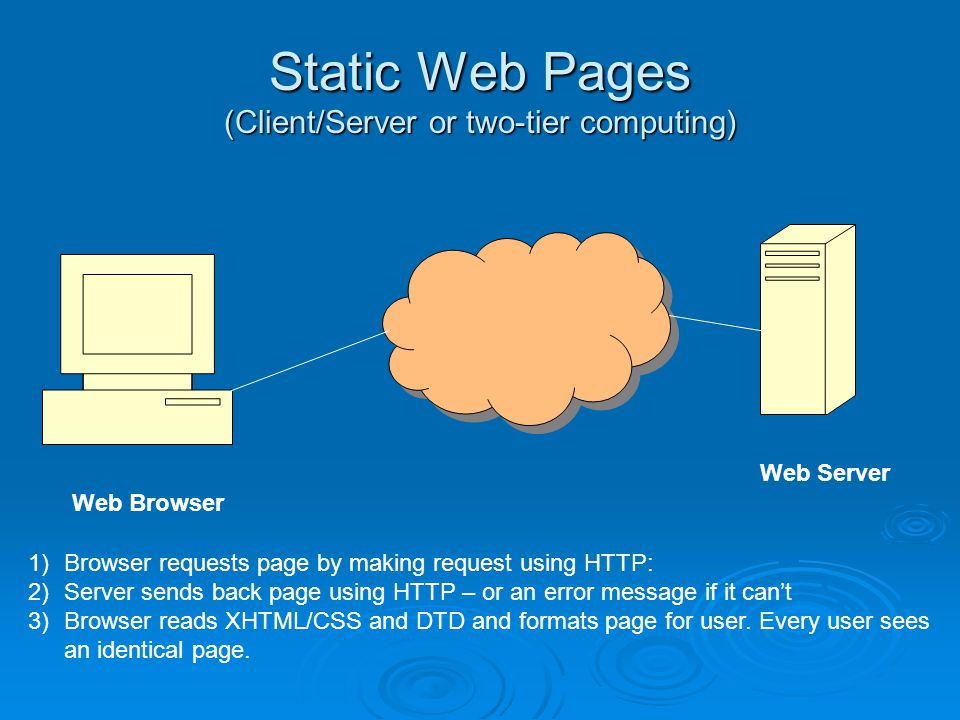 Static Web Pages
(Client/Server or two-tier computing)
Web Server
Web Browser
1) Browser requests page by making request using HTTP:
2) Server sends back page using HTTP – or an error message if it can’t
3) Browser reads XHTML/CSS and DTD and formats page for user. Every user sees
an identical page.